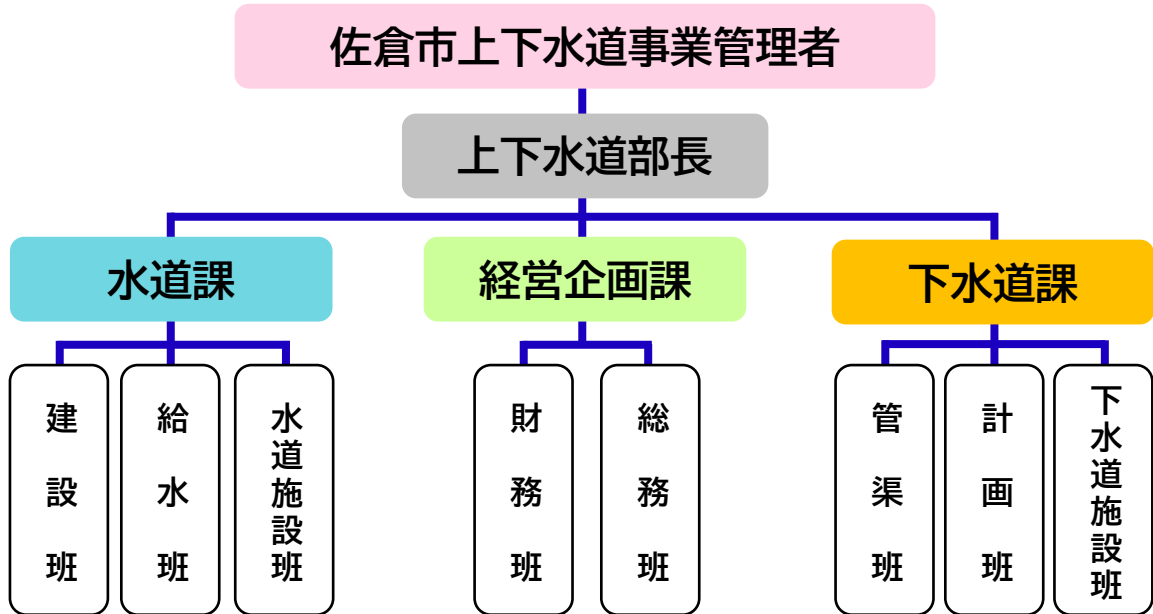 佐倉市上下水道事業管理者
上下水道部長
水道課
経営企画課
下水道課
建設班
給水班
水道施設班
財務班
総務班
管渠班
計画班
下水道施設班